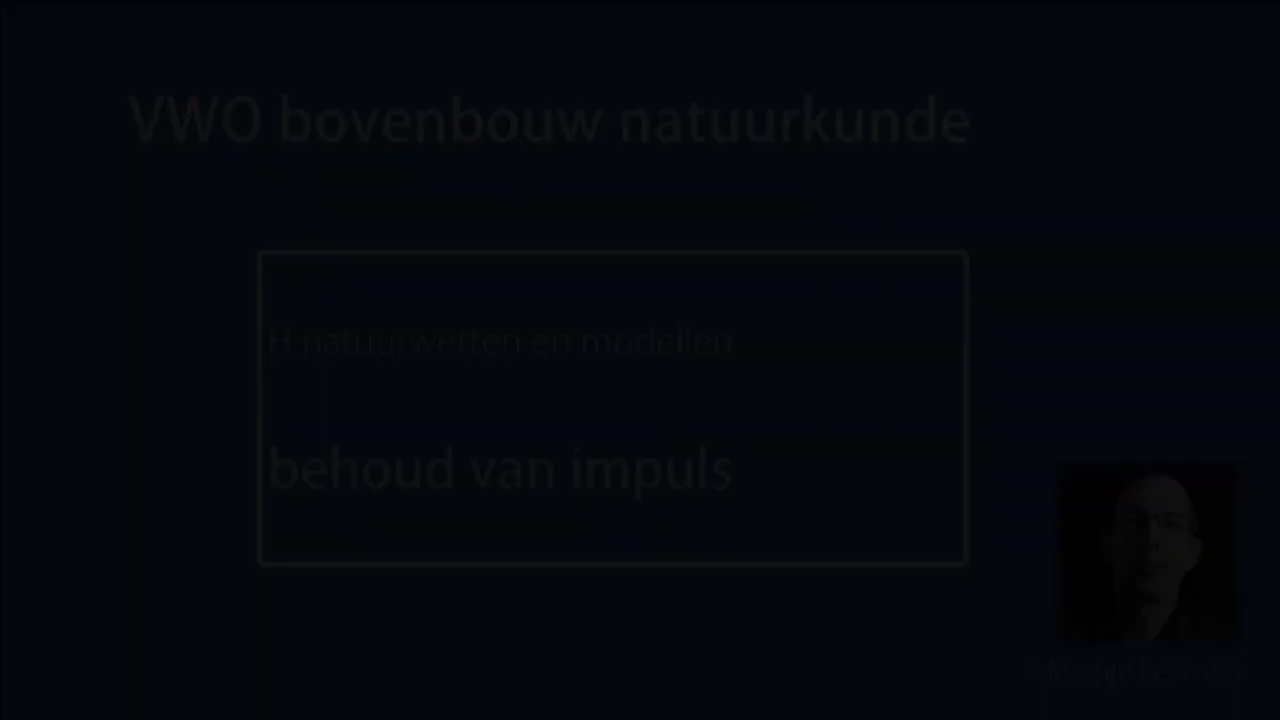 VWO bovenbouw natuurkunde
H natuurwetten en modellen
behoud van impuls